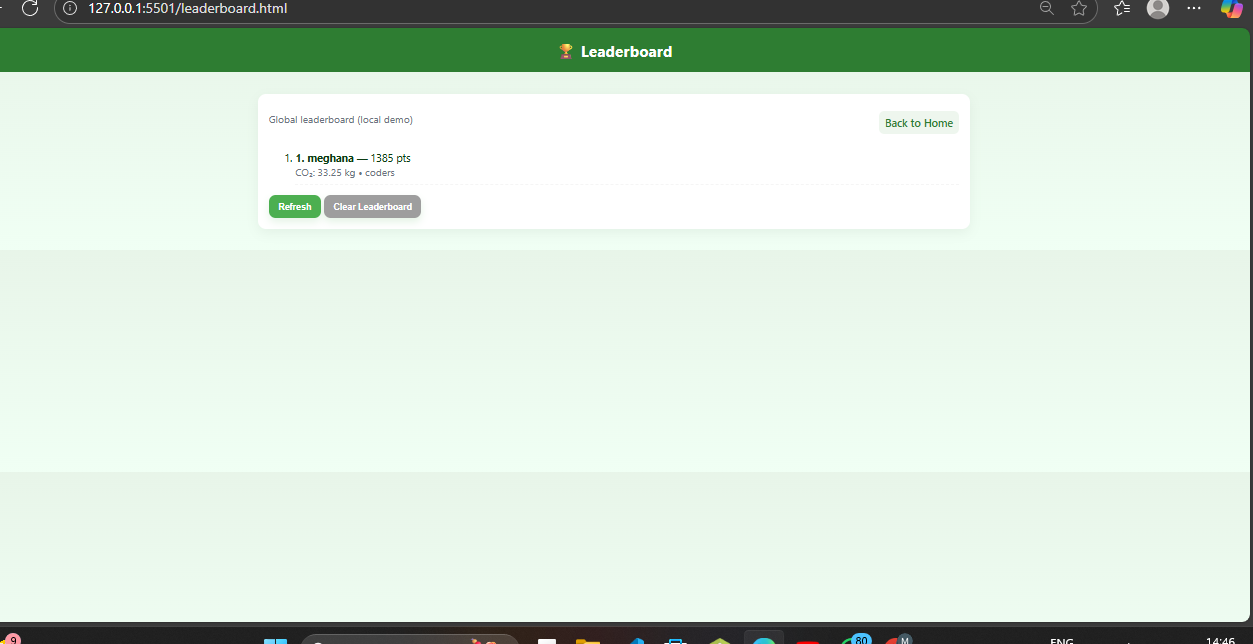 127.0.0.1:5501/leaderboard.html
🏆 Leaderboard
Global leaderboard (local demo)
Back to Home
1. 1. meghana — 1385 pts
CO₂: 33.25 kg • coders
Refresh Clear Leaderboard
9
80
M
ENG
14:46